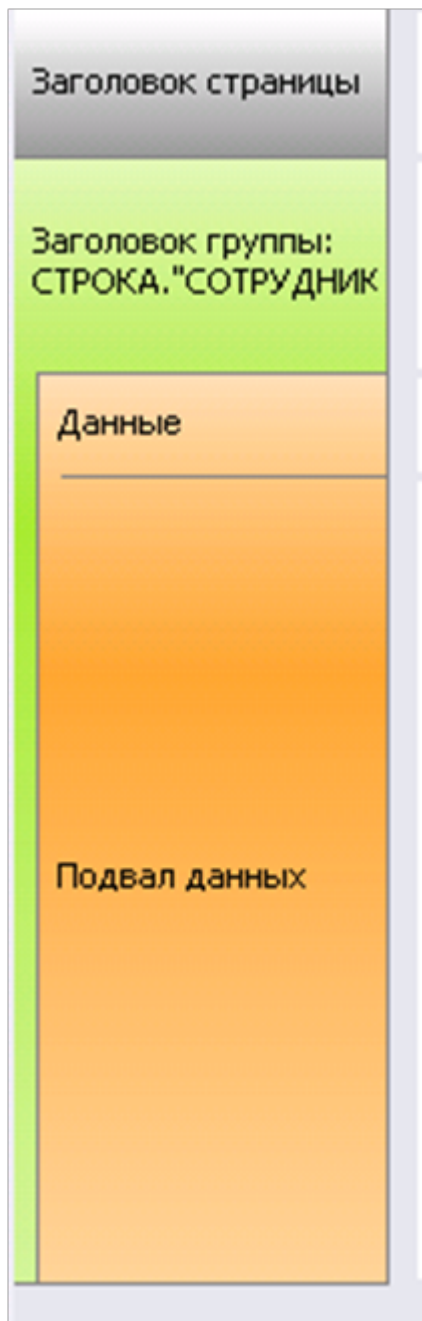 Заголовок страницы
Заголовок группы:
СТРОКА."СОТРУДНИК
Данные
Подвал данных